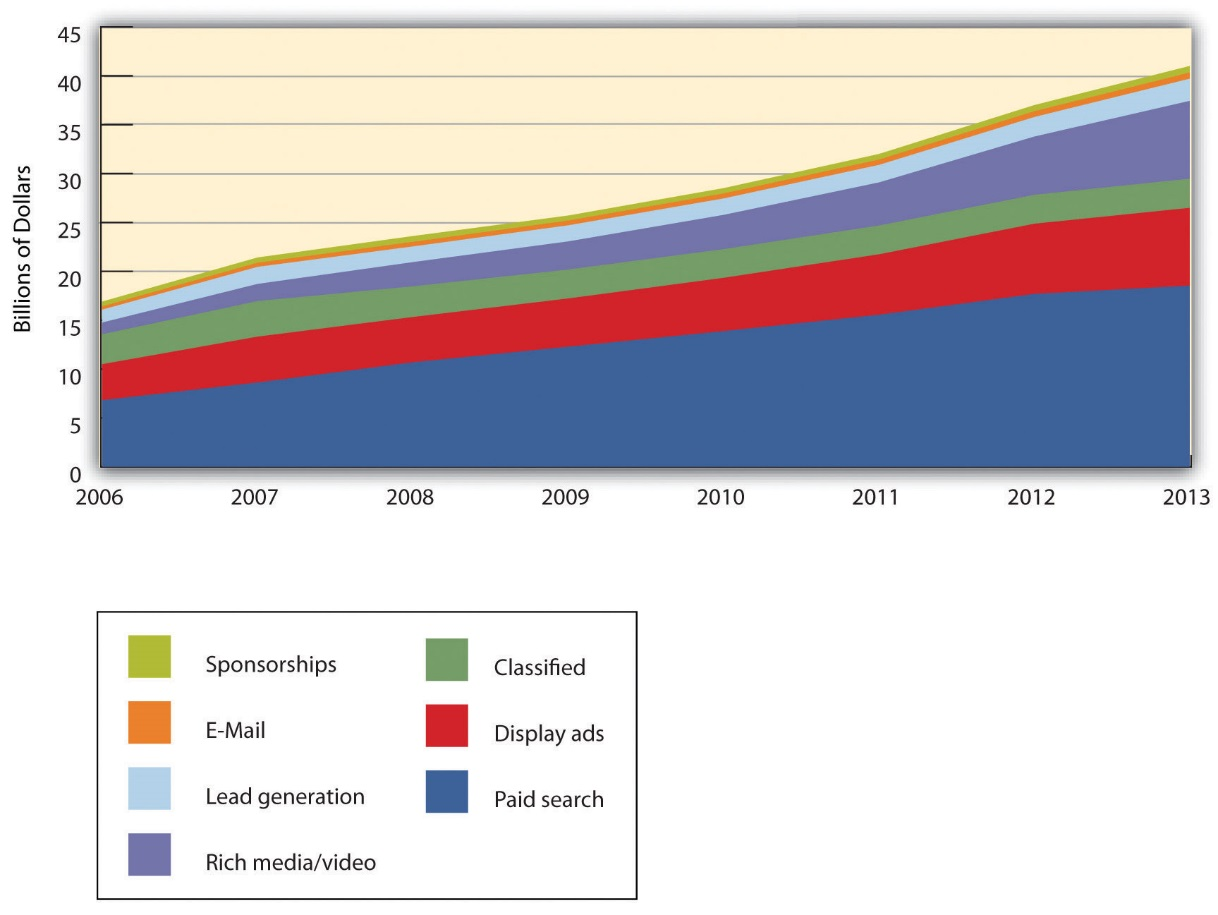 45
40
35
30
25
20
15
10
5
0
Billions of Dollars
2006 2007 2008 2009 2010 2011 2012 2013
Sponsorships
E-Mail
Lead generation
Rich media/video
Classified
Display ads
Paid search